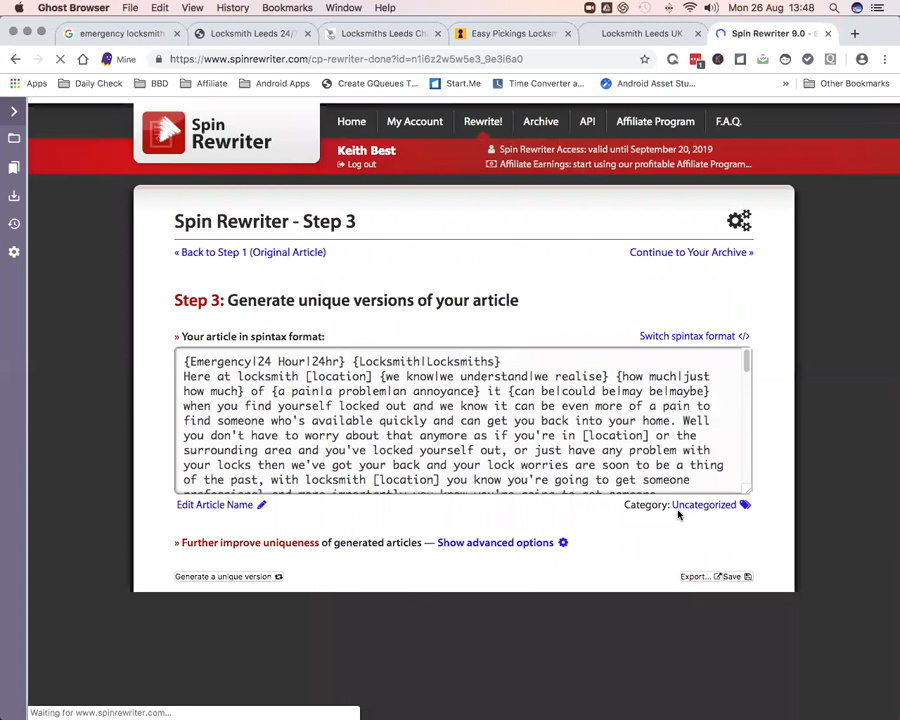 Ghost Browser File Edit View History Bookmarks Window Help Mon 26 Aug 13:48
emergency locksmith Locksmith Leeds 24/7 Locksmiths Leeds Ch Easy Pickings Locksm Locksmith Leeds UK Spin Rewriter 9.0 - S
Mine https://www.spinrewriter.com/cp-rewriter-done?id=n1i6z2w5w5e3_9e3i6a0
Apps Daily Check BBD Affiliate Android Apps Create GQueues T... Start.Me Time Converter a... Android Asset Stu... Other Bookmarks
Spin Rewriter
Home My Account Rewrite! Archive API Affiliate Program F.A.Q.
Keith Best Spin Rewriter Access: valid until September 20, 2019
Log out Affiliate Earnings: start using our profitable Affiliate Program...
Spin Rewriter - Step 3
« Back to Step 1 (Original Article) Continue to Your Archive »
Step 3: Generate unique versions of your article
» Your article in spintax format: Switch spintax format </>
{Emergency|24 Hour|24hr} {Locksmith|Locksmiths}
Here at locksmith [location] {we know|we understand|we realise} {how much|just
how much} of {a pain|a problem|an annoyance} it {can be|could be|may be|maybe}
when you find yourself locked out and we know it can be even more of a pain to
find someone who's available quickly and can get you back into your home. Well
you don't have to worry about that anymore as if you're in [location] or the
surrounding area and you've locked yourself out, or just have any problem with
your locks then we've got your back and your lock worries are soon to be a thing
of the past, with locksmith [location] you know you're going to get someone
professional and more importantly you know you're going to get someone
Edit Article Name Category: Uncategorized
» Further improve uniqueness of generated articles — Show advanced options
Generate a unique version Export... Save
Waiting for www.spinrewriter.com...